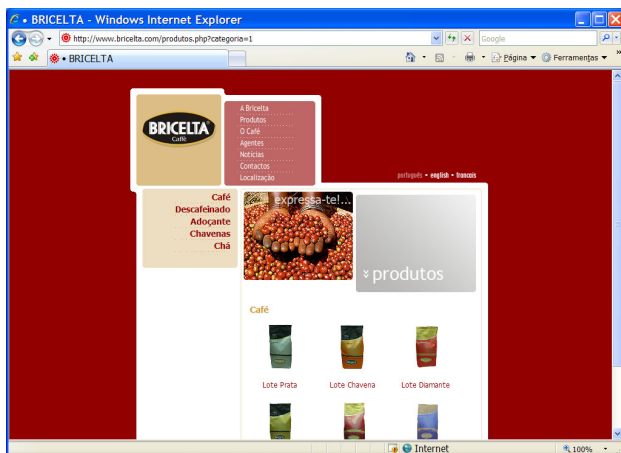 • BRICELTA - Windows Internet Explorer
http://www.bricelta.com/produtos.php?categoria=1
Google
• BRICELTA
Página
Ferramentas
BRICELTA
Café
A Bricelta
Produtos
O Café
Agentes
Notícias
Contactos
Localização
português • english • francais
Café
Descafeinado
Adoçante
Chavenas
Chá
expressa-te!...
» produtos
Café
Lote Prata
Lote Chavena
Lote Diamante
Internet
100%